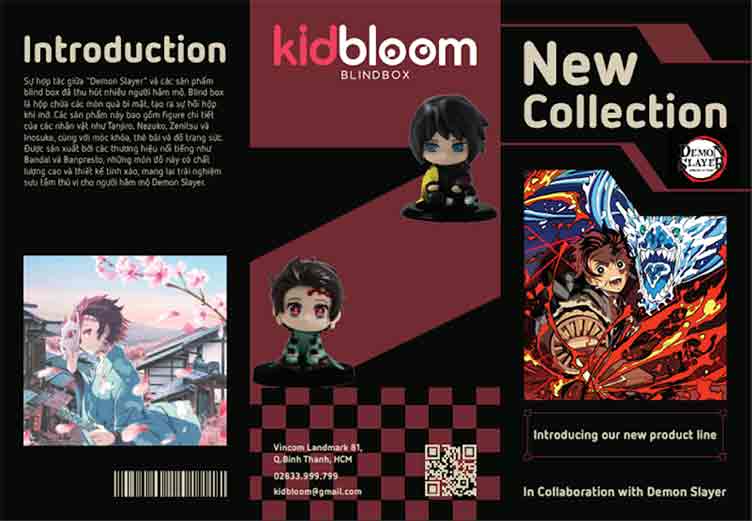 Introduction
Sự hợp tác giữa "Demon Slayer" và các sản phẩm
blind box đã thu hút nhiều người hâm mộ. Blind box
là hộp chứa các món quà bí mật, tạo ra sự hồi hộp
khi mở. Các sản phẩm này bao gồm figure chi tiết
của các nhân vật như Tanjiro, Nezuko, Zenitsu và
Inosuke, cùng với móc khóa, thẻ bài và đồ trang sức.
Được sản xuất bởi các thương hiệu nổi tiếng như
Bandai và Banpresto, những món đồ này có chất
lượng cao và thiết kế tinh xảo, mang lại trải nghiệm
sưu tầm thú vị cho người hâm mộ Demon Slayer.
kidbloom
BLINDBOX
Vincom Landmark 81,
Q.Bình Thạnh, HCM
02833.999.799
kidbloom@gmail.com
New
Collection
DEMON
SLAYER
Introducing our new product line
In Collaboration with Demon Slayer